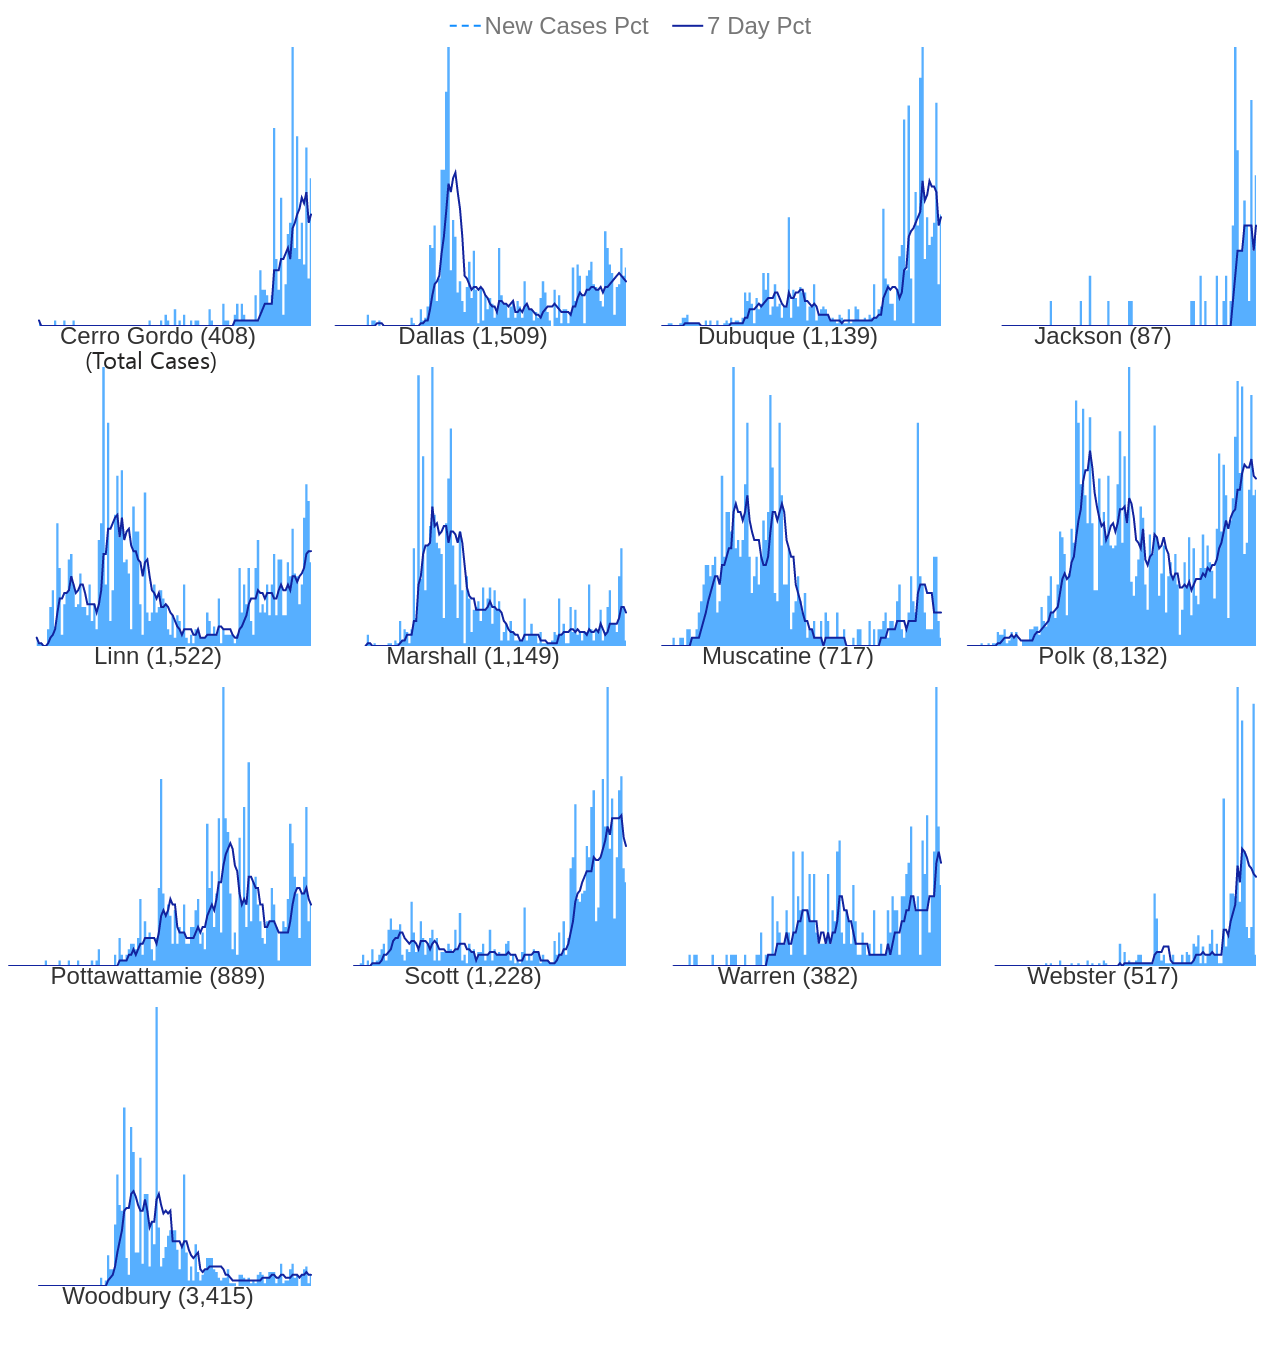 New Cases Pct 7 Day Pct
Cerro Gordo (408) Dallas (1,509) Dubuque (1,139) Jackson (87)
(Total Cases)
Linn (1,522) Marshall (1,149) Muscatine (717) Polk (8,132)
Pottawattamie (889) Scott (1,228) Warren (382) Webster (517)
Woodbury (3,415)